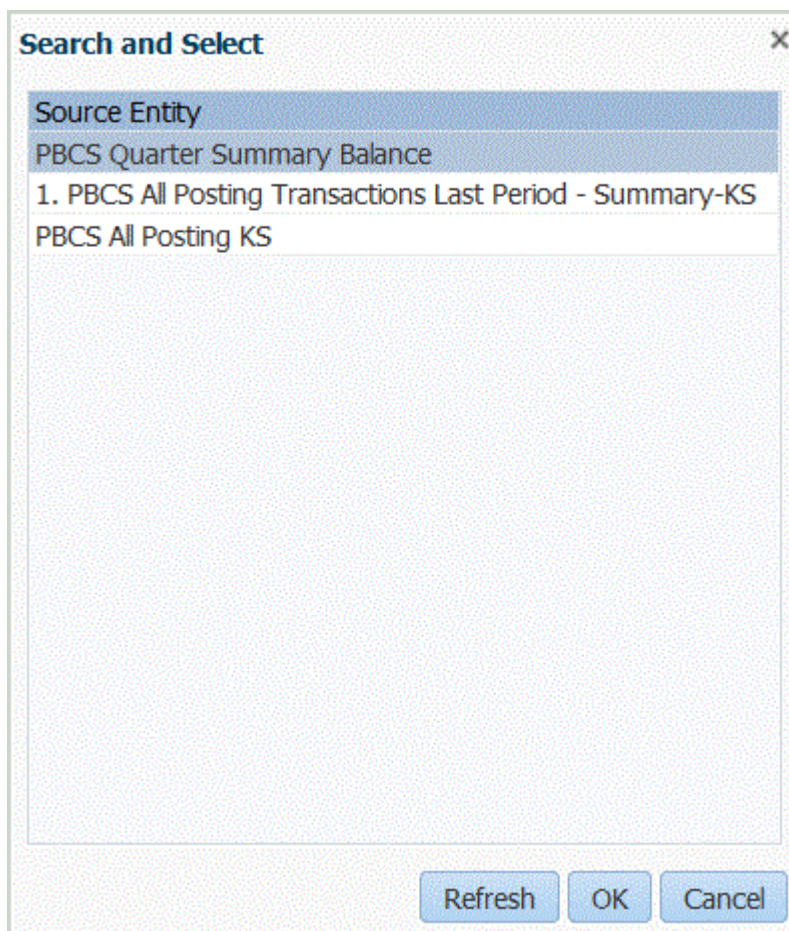 Search and Select
Source Entity
PBCS Quarter Summary Balance
1. PBCS All Posting Transactions Last Period - Summary-KS
PBCS All Posting KS
Refresh OK Cancel